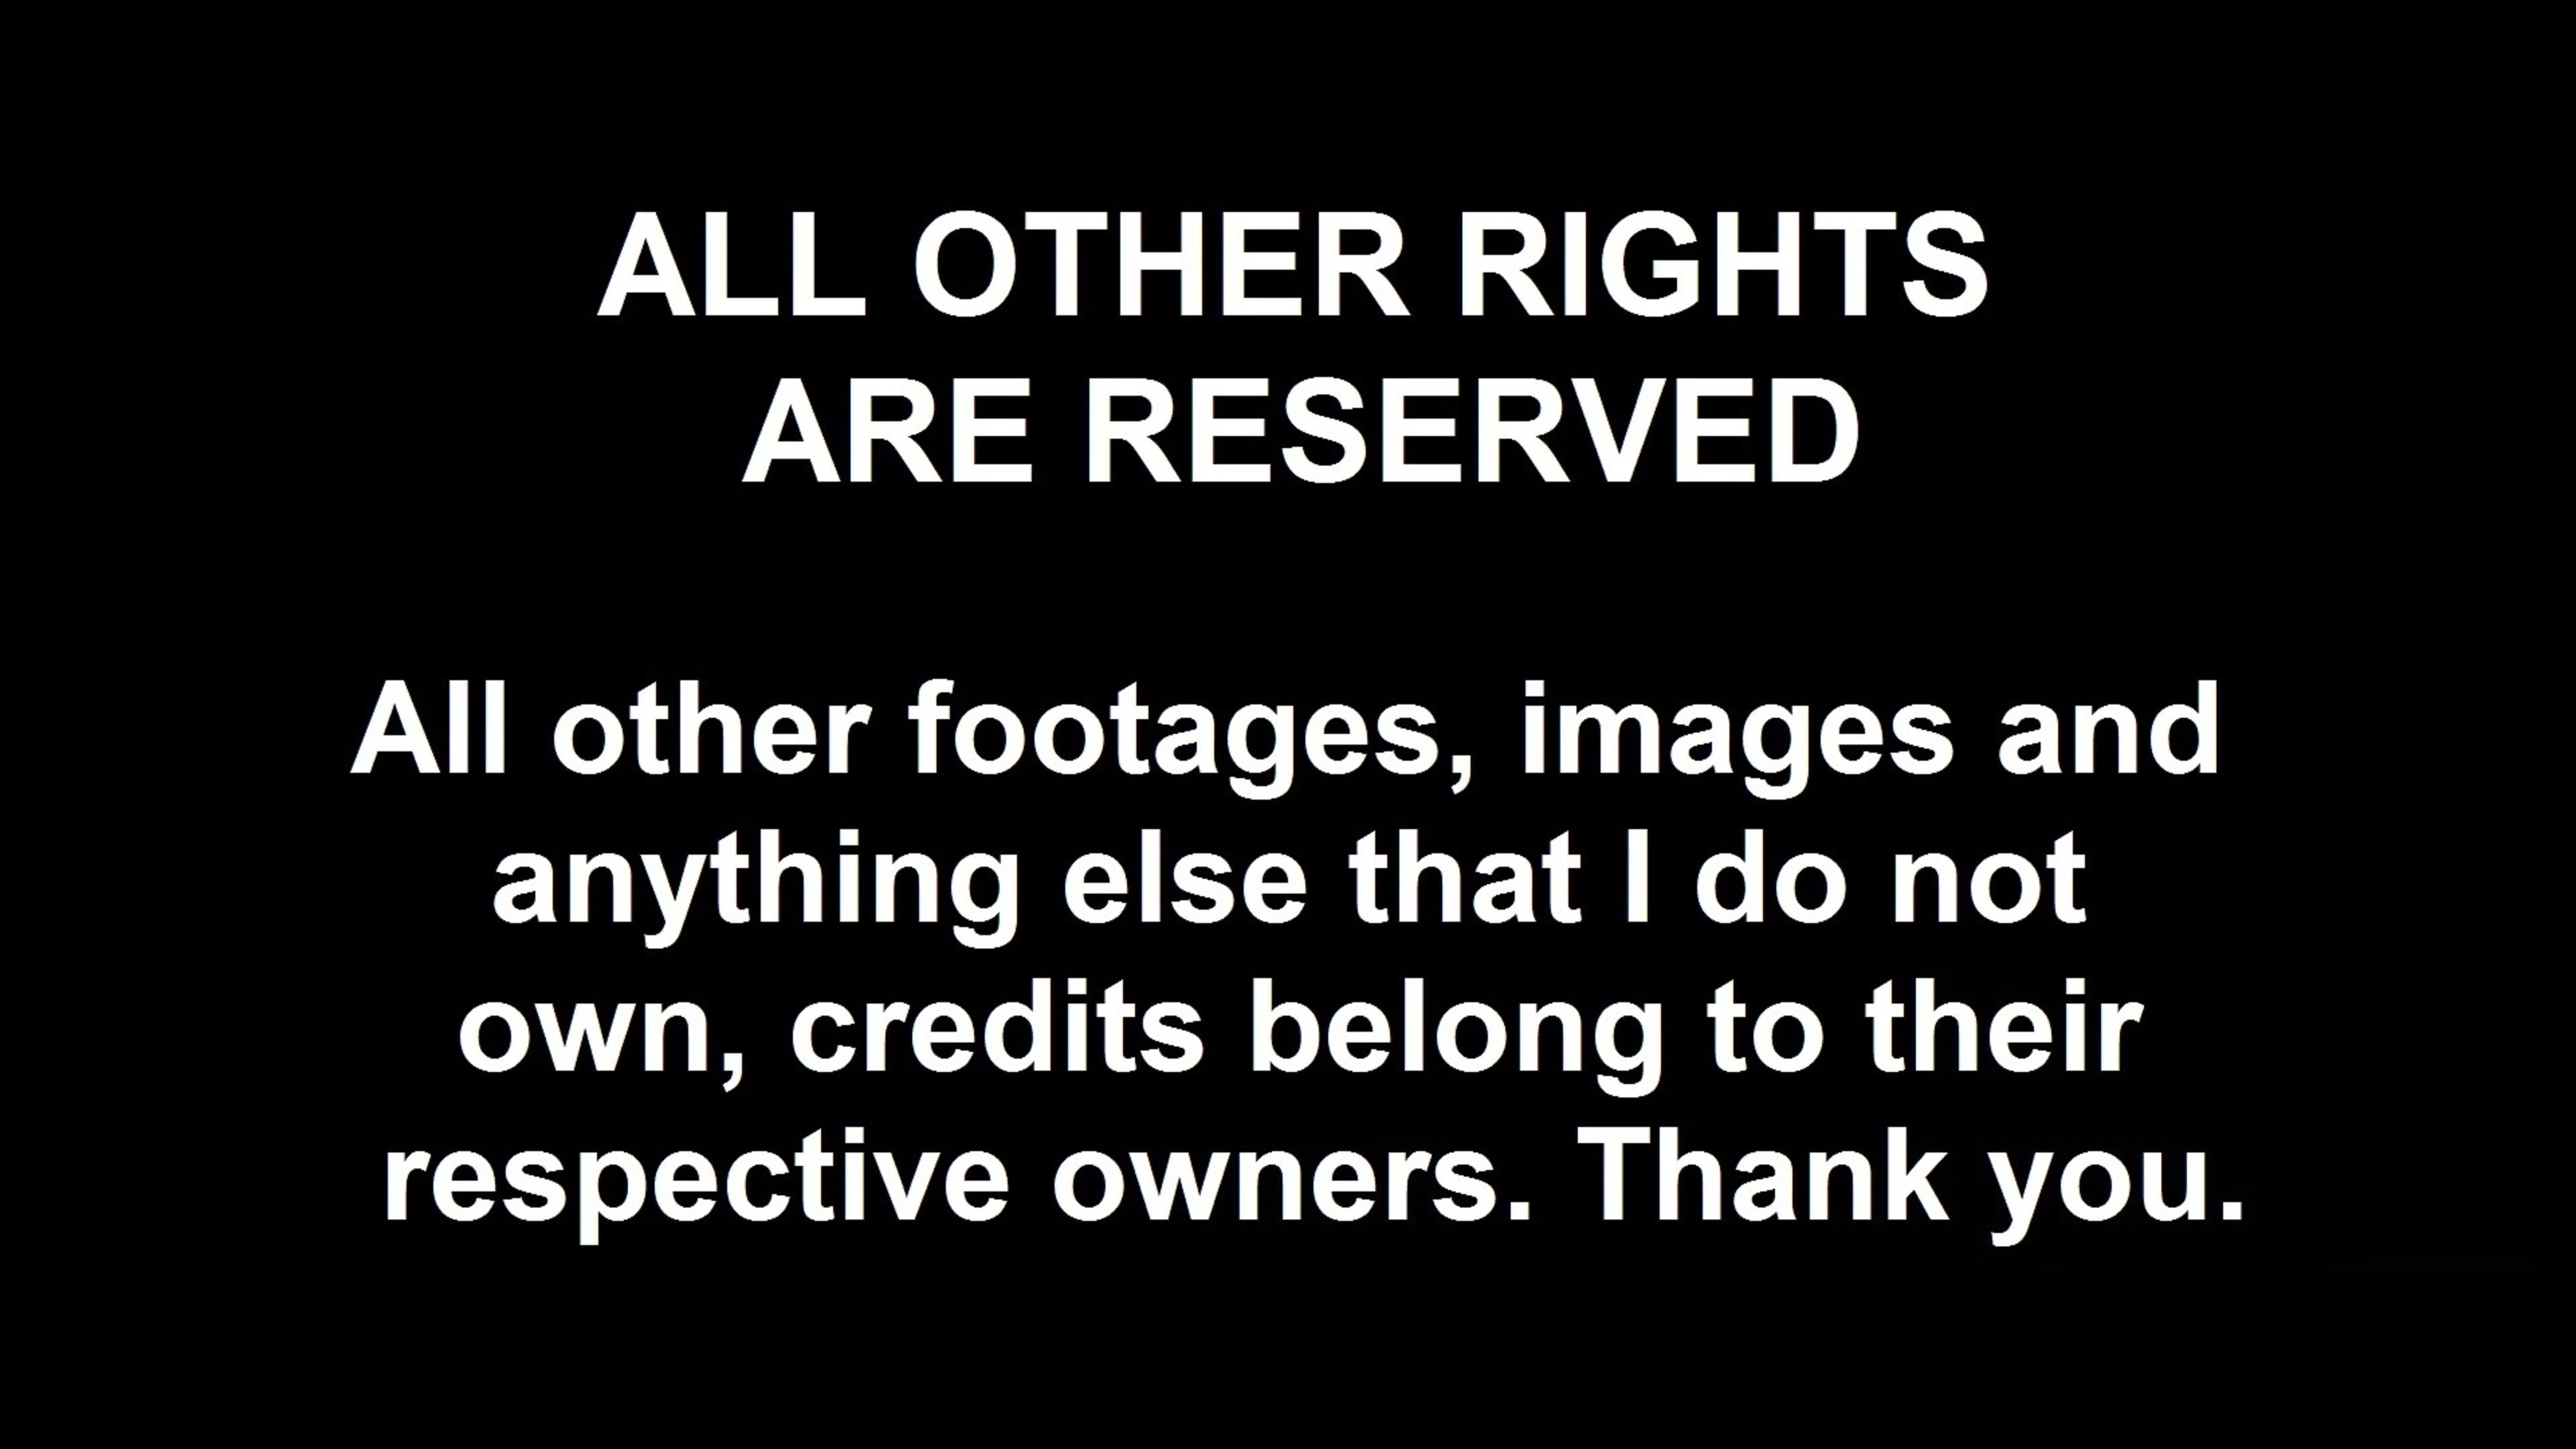 ALL OTHER RIGHTS
ARE RESERVED
All other footages, images and
anything else that I do not
own, credits belong to their
respective owners. Thank you.